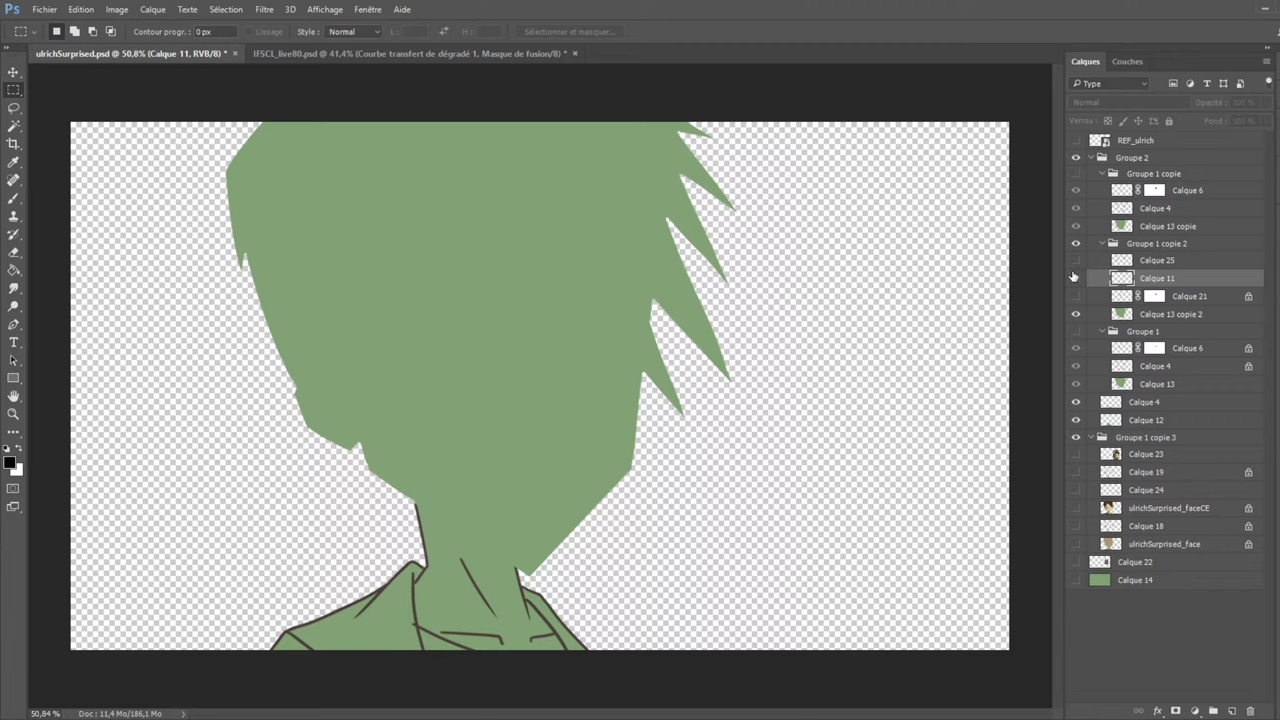 Ps Fichier Edition Image Calque Texte Sélection Filtre 3D Affichage Fenêtre Aide
Contour progr. : 0 px Lissage Style : Normal L. : H. : Sélectionner et masquer...
ulrichSurprised.psd @ 50,8% (Calque 11, RVB/8) * × IFSCL_live80.psd @ 41,4% (Courbe transfert de dégradé 1, Masque de fusion/8) * ×
Calques Couches
Type
Normal Opacité : 100 %
Verrou : Fond : 100 %
REF_ulrich
Groupe 2
Groupe 1 copie
Calque 6
Calque 4
Calque 13 copie
Groupe 1 copie 2
Calque 25
Calque 11
Calque 21
Calque 13 copie 2
Groupe 1
Calque 6
Calque 4
Calque 13
Calque 4
Calque 12
Groupe 1 copie 3
Calque 23
Calque 19
Calque 24
ulrichSurprised_faceCE
Calque 18
ulrichSurprised_face
Calque 22
Calque 14
50,84 % Doc : 11,4 Mo/186,1 Mo